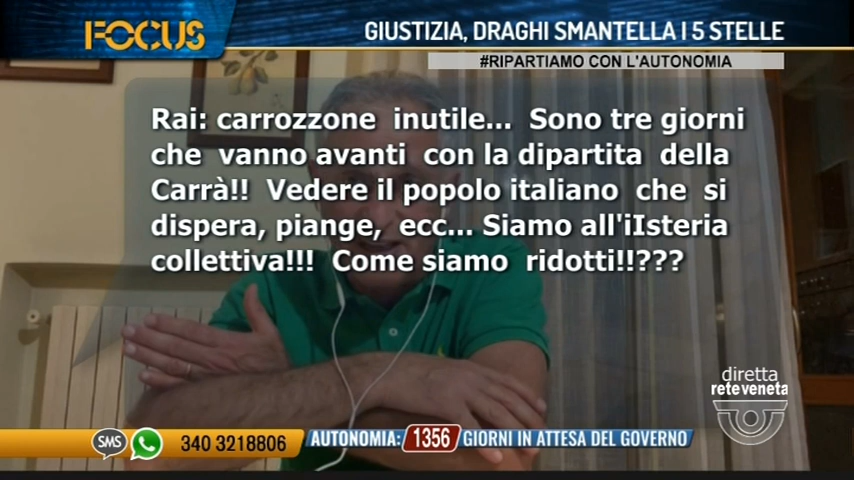 FOCUS
GIUSTIZIA, DRAGHI SMANTELLA I 5 STELLE
#RIPARTIAMO CON L'AUTONOMIA
Rai: carrozzone inutile... Sono tre giorni
che vanno avanti con la dipartita della
Carrà!! Vedere il popolo italiano che si
dispera, piange, ecc... Siamo all'iIsteria
collettiva!!! Come siamo ridotti!!???
diretta
reteveneta
SMS 340 3218806 AUTONOMIA: 1356 GIORNI IN ATTESA DEL GOVERNO